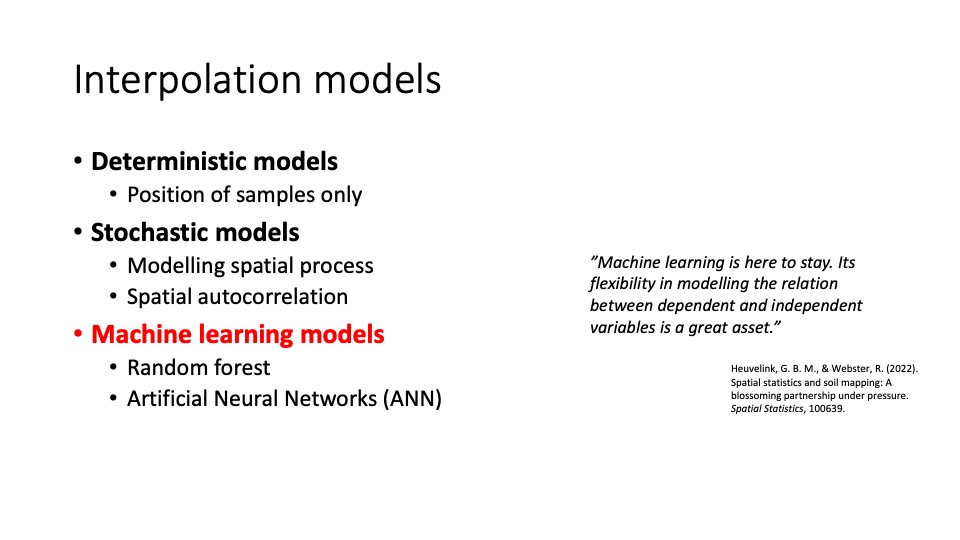 Interpolation models
• Deterministic models
• Position of samples only
• Stochastic models
• Modelling spatial process
• Spatial autocorrelation
• Machine learning models
• Random forest
• Artificial Neural Networks (ANN)
”Machine learning is here to stay. Its
flexibility in modelling the relation
between dependent and independent
variables is a great asset.”
Heuvelink, G. B. M., & Webster, R. (2022).
Spatial statistics and soil mapping: A
blossoming partnership under pressure.
Spatial Statistics, 100639.